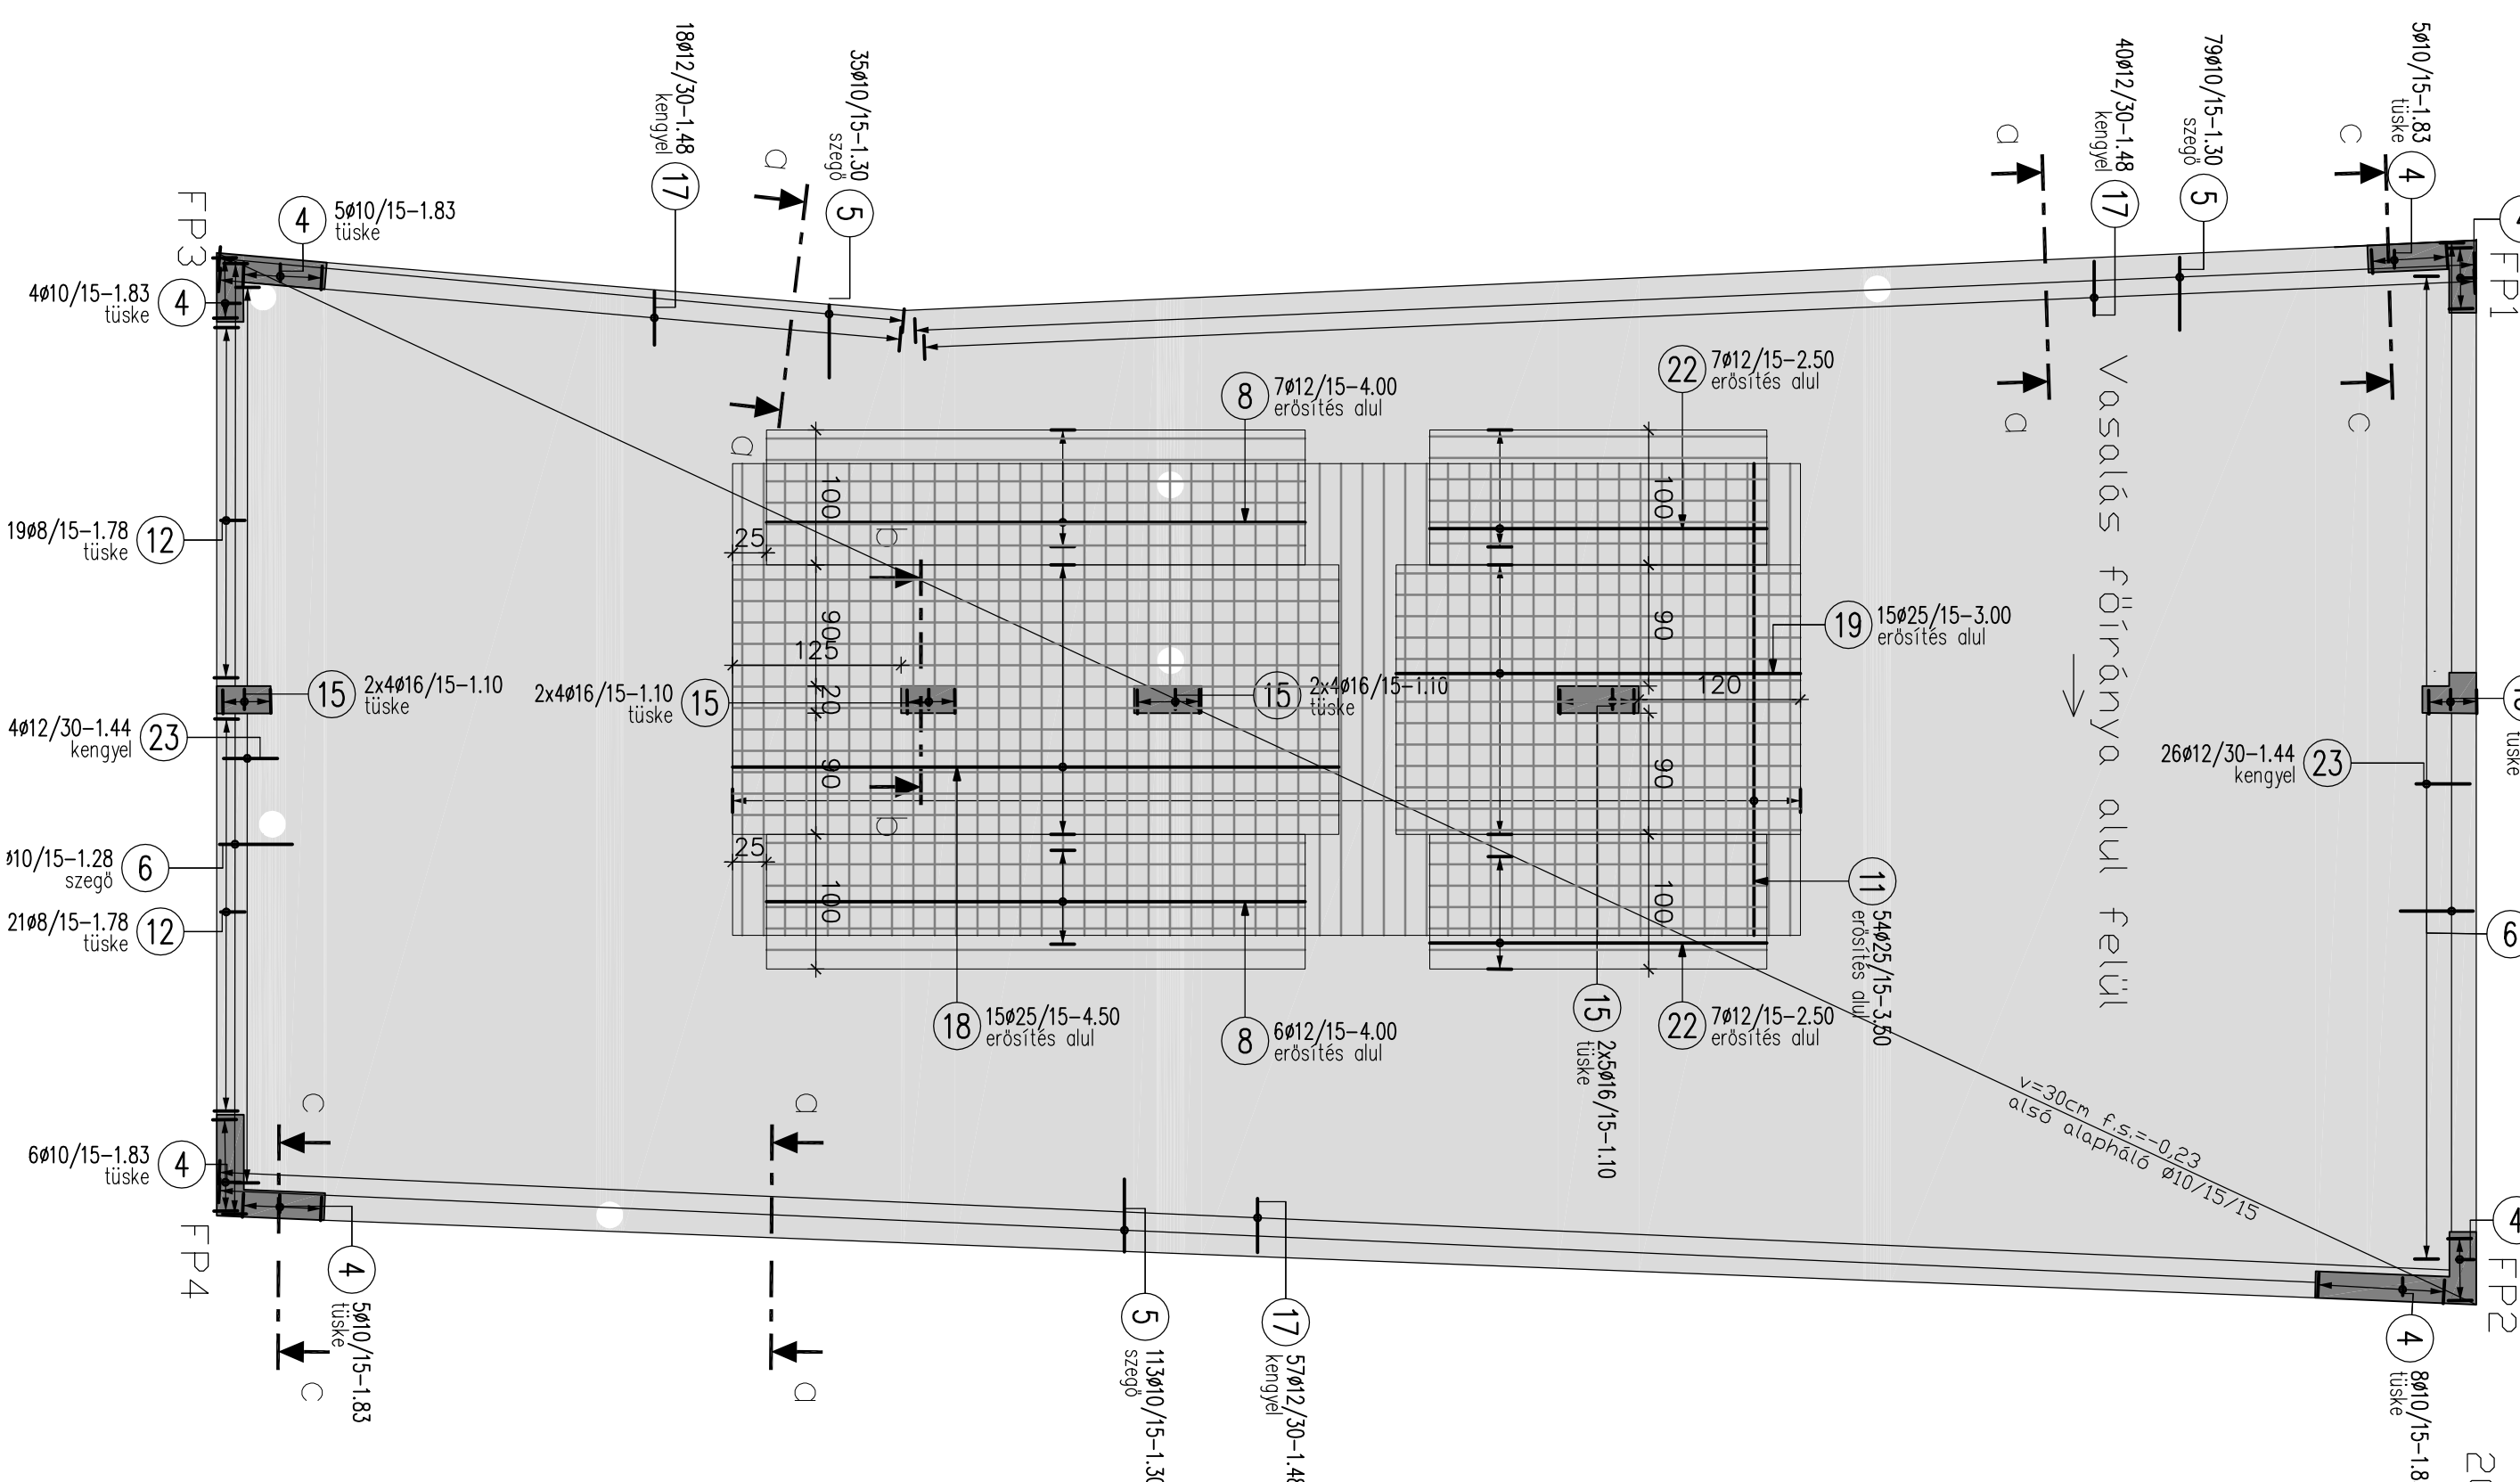 18ø12/30-1.48
kengyel
17
35ø10/15-1.30
szegő
5
a
a
40ø12/30-1.48
kengyel
17
79ø10/15-1.30
szegő
5
c
5ø10/15-1.83
tüske
4
FP1
FP3
4
5ø10/15-1.83
tüske
4ø10/15-1.83
tüske
4
a
a
c
8
7ø12/15-4.00
erősítés alul
22
7ø12/15-2.50
erősítés alul
Vasalás főiránya alul felül
100
100
25
b
19ø8/15-1.78
tüske
12
90
125
90
19
15ø25/15-3.00
erősítés alul
15
2x4ø16/15-1.10
tüske
2x4ø16/15-1.10
tüske
15
20
15
2x4ø16/15-1.10
tüske
120
tüske
4ø12/30-1.44
kengyel
23
90
90
26ø12/30-1.44
kengyel
23
b
25
ø10/15-1.28
szegő
6
100
100
11
54ø25/15-3.50
erősítés alul
21ø8/15-1.78
tüske
12
6
18
15ø25/15-4.50
erősítés alul
8
6ø12/15-4.00
erősítés alul
15
2x5ø16/15-1.10
tüske
22
7ø12/15-2.50
erősítés alul
v=30cm f.s.=-0,23
alsó alapháló ø10/15/15
c
a
6ø10/15-1.83
tüske
4
4
FP4
4
5ø10/15-1.83
tüske
c
a
5
113ø10/15-1.30
szegő
17
57ø12/30-1.48
kengyel
FP2
4
8ø10/15-1.8
tüske